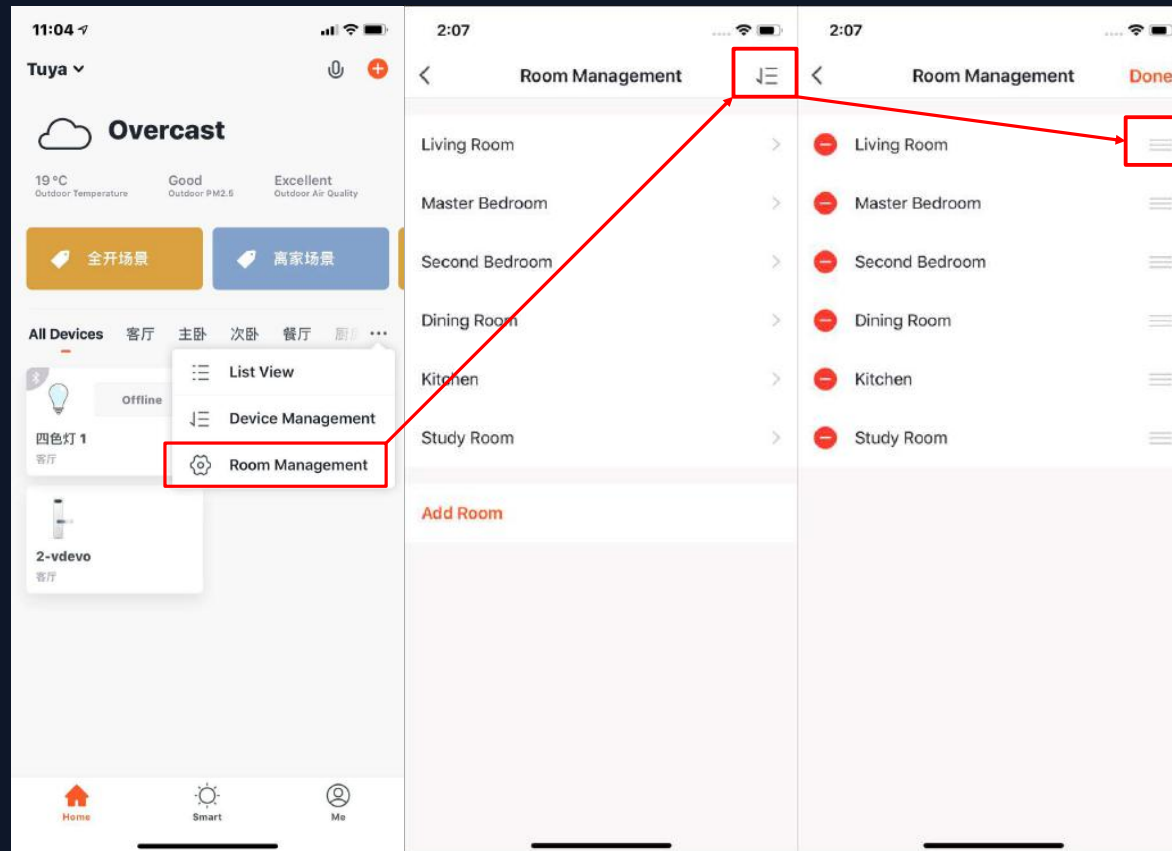 11:04
Tuya
Overcast
19 °C
Good
Excellent
Outdoor Temperature
Outdoor PM2.5
Outdoor Air Quality
全开场景
离家场景
All Devices 客厅 主卧 次卧 餐厅
List View
Device Management
Room Management
Offline
四色灯 1
客厅
2-vdevo
客厅
Home
Smart
Me
2:07
Room Management
Living Room
Master Bedroom
Second Bedroom
Dining Room
Kitchen
Study Room
Add Room
2:07
Room Management
Done
Living Room
Master Bedroom
Second Bedroom
Dining Room
Kitchen
Study Room